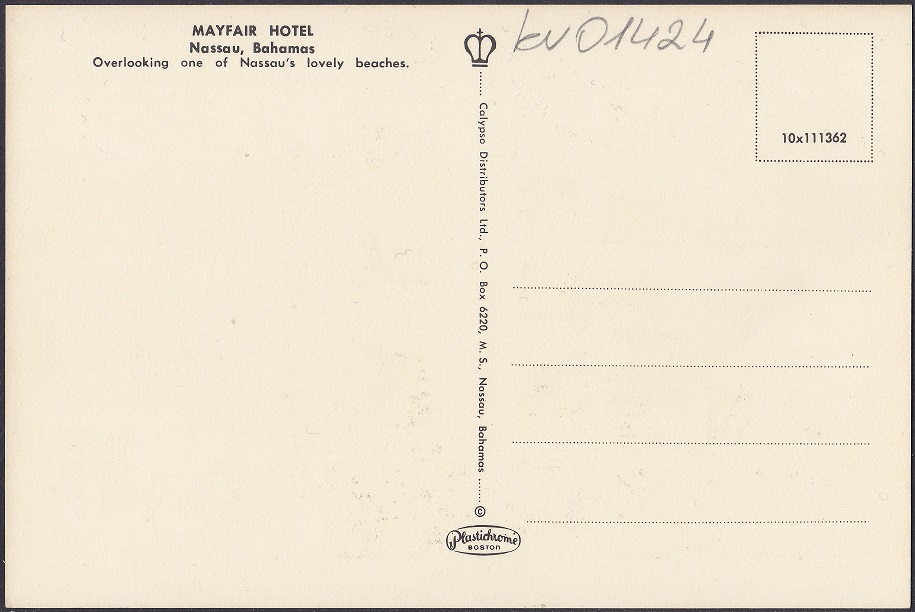 MAYFAIR HOTEL
Nassau, Bahamas
Overlooking one of Nassau's lovely beaches.
kv01424
10x111362
Calypso Distributors Ltd., P. O. Box 6220, M. S., Nassau, Bahamas
©
Plastichrome
BOSTON